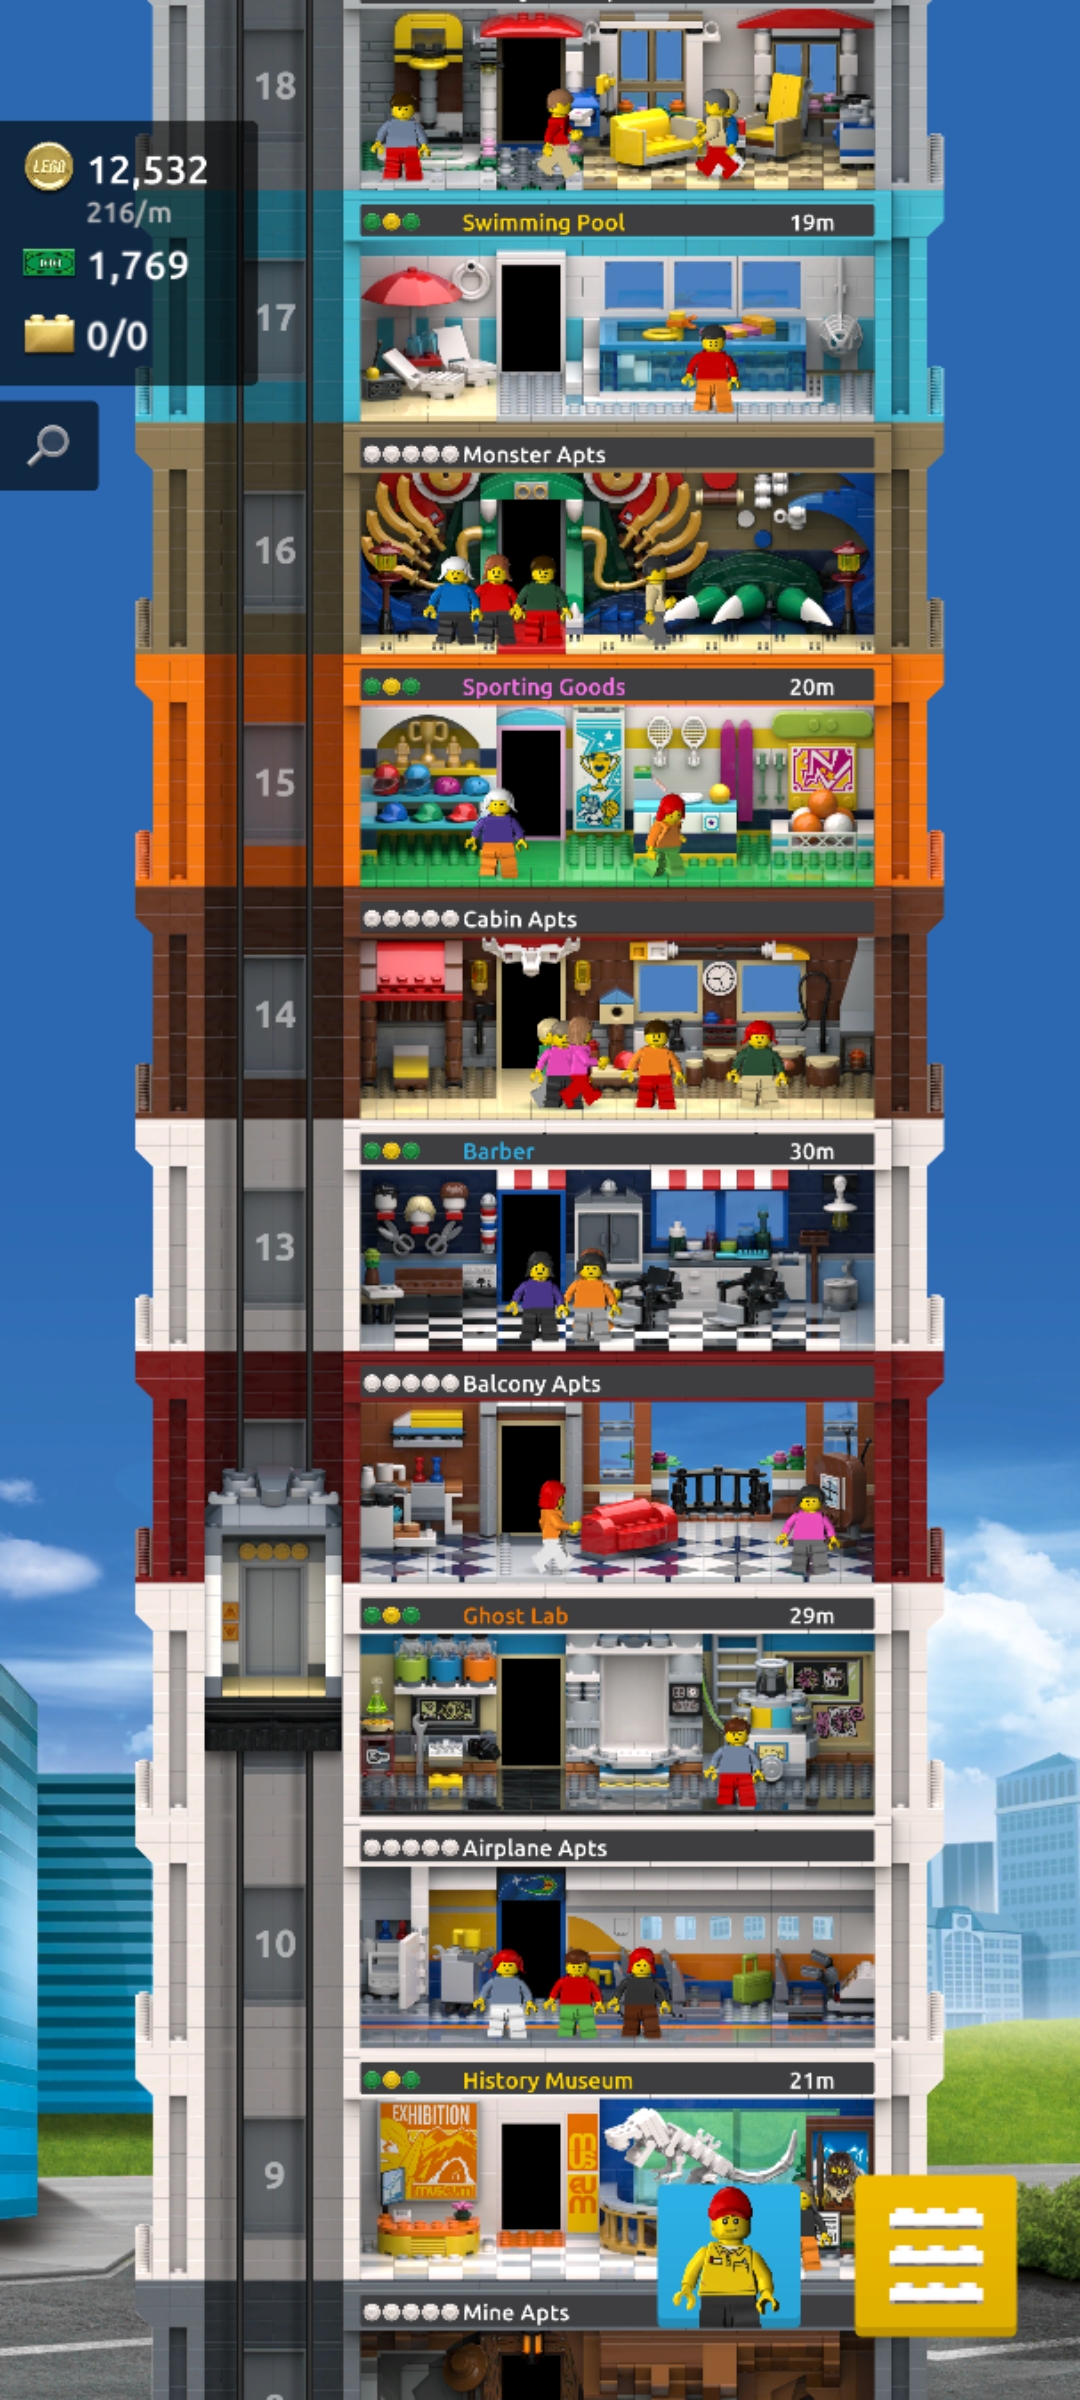 18
LEGO
12,532
216/m
1,769
0/0
Swimming Pool 19m
17
Monster Apts
16
Sporting Goods 20m
15
Cabin Apts
14
Barber 30m
13
Balcony Apts
Ghost Lab 29m
Airplane Apts
10
History Museum 21m
EXHIBITION
museum
9
Mine Apts